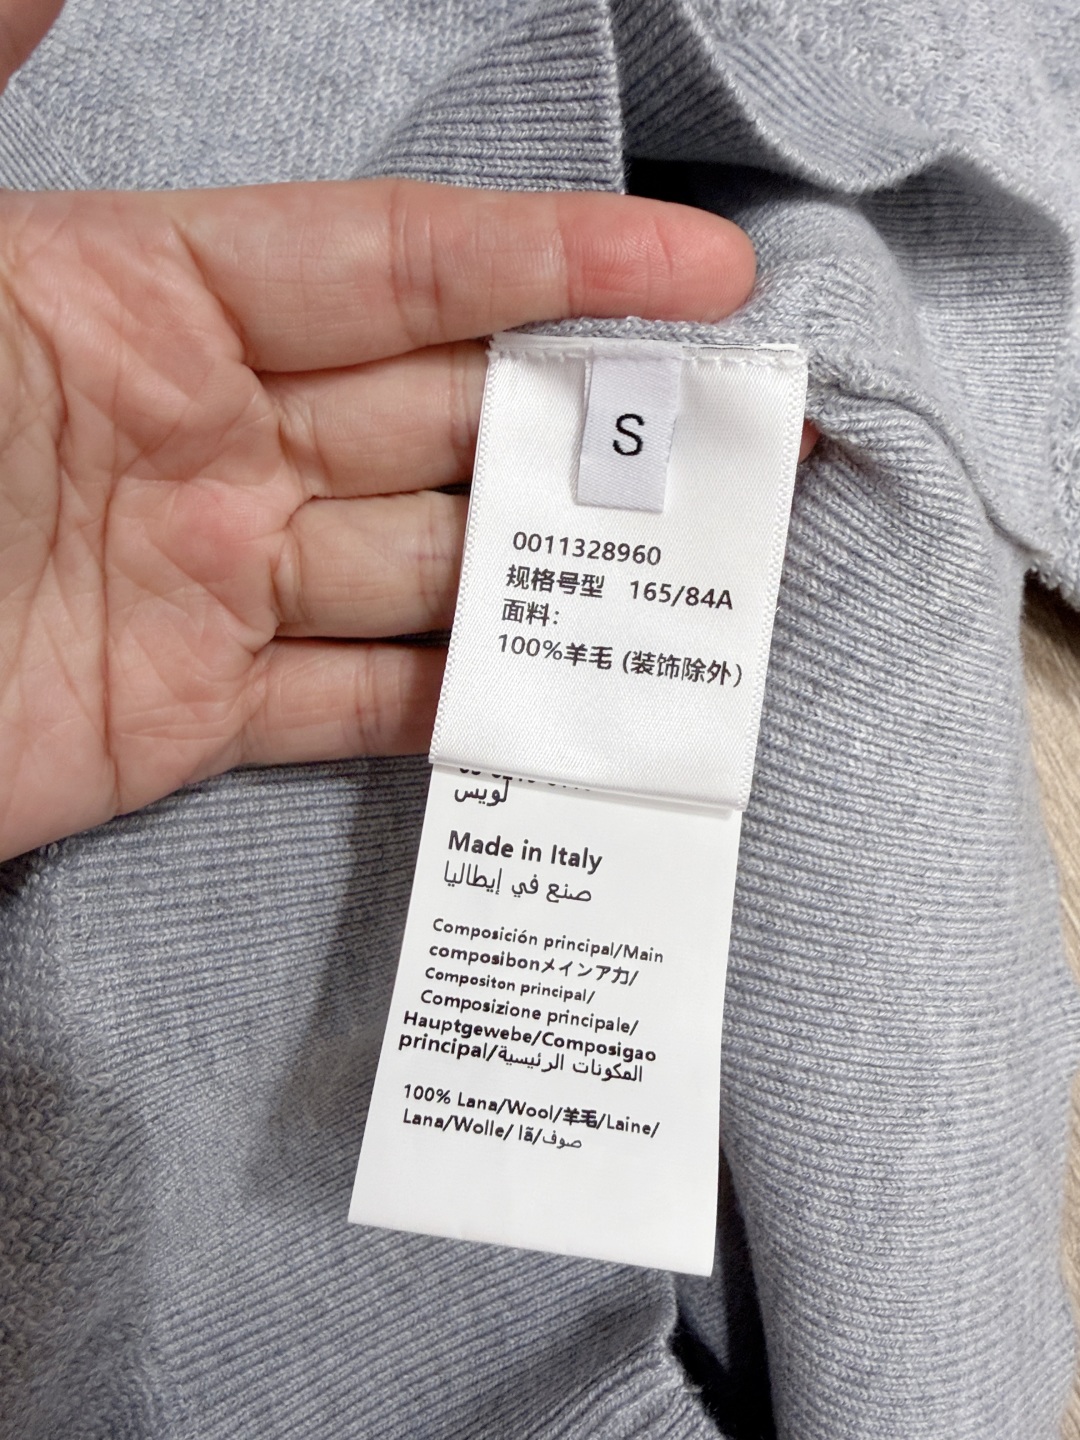 S
0011328960
规格号型 165/84A
面料:
100%羊毛 (装饰除外)
لويس
Made in Italy
صنع في إيطاليا
Composición principal/Main
composibonメインアカ/
Compositon principal/
Composizione principale/
Hauptgewebe/Composigao
principal/المكونات الرئيسية
100% Lana/Wool/羊毛/Laine/
Lana/Wolle/ lã/صوف